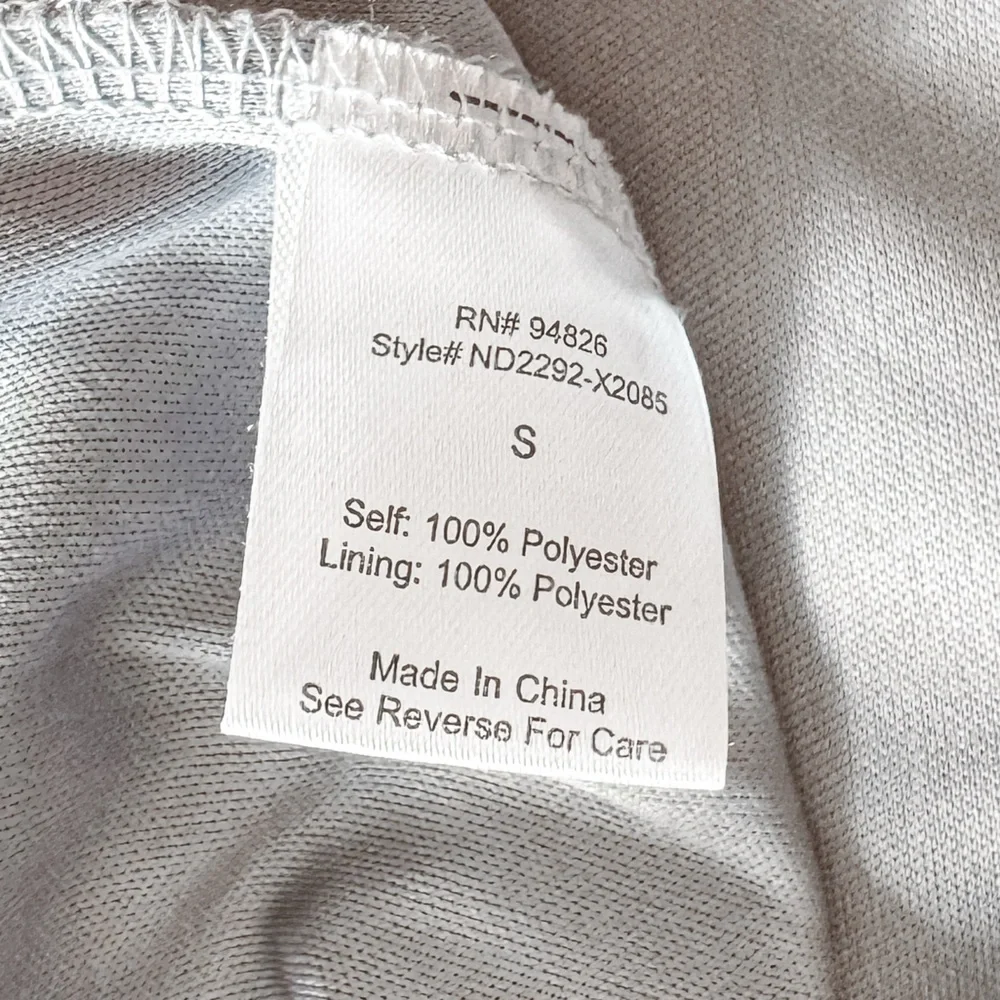 RN# 94826
Style# ND2292-X2085
S
Self: 100% Polyester
Lining: 100% Polyester
Made In China
See Reverse For Care